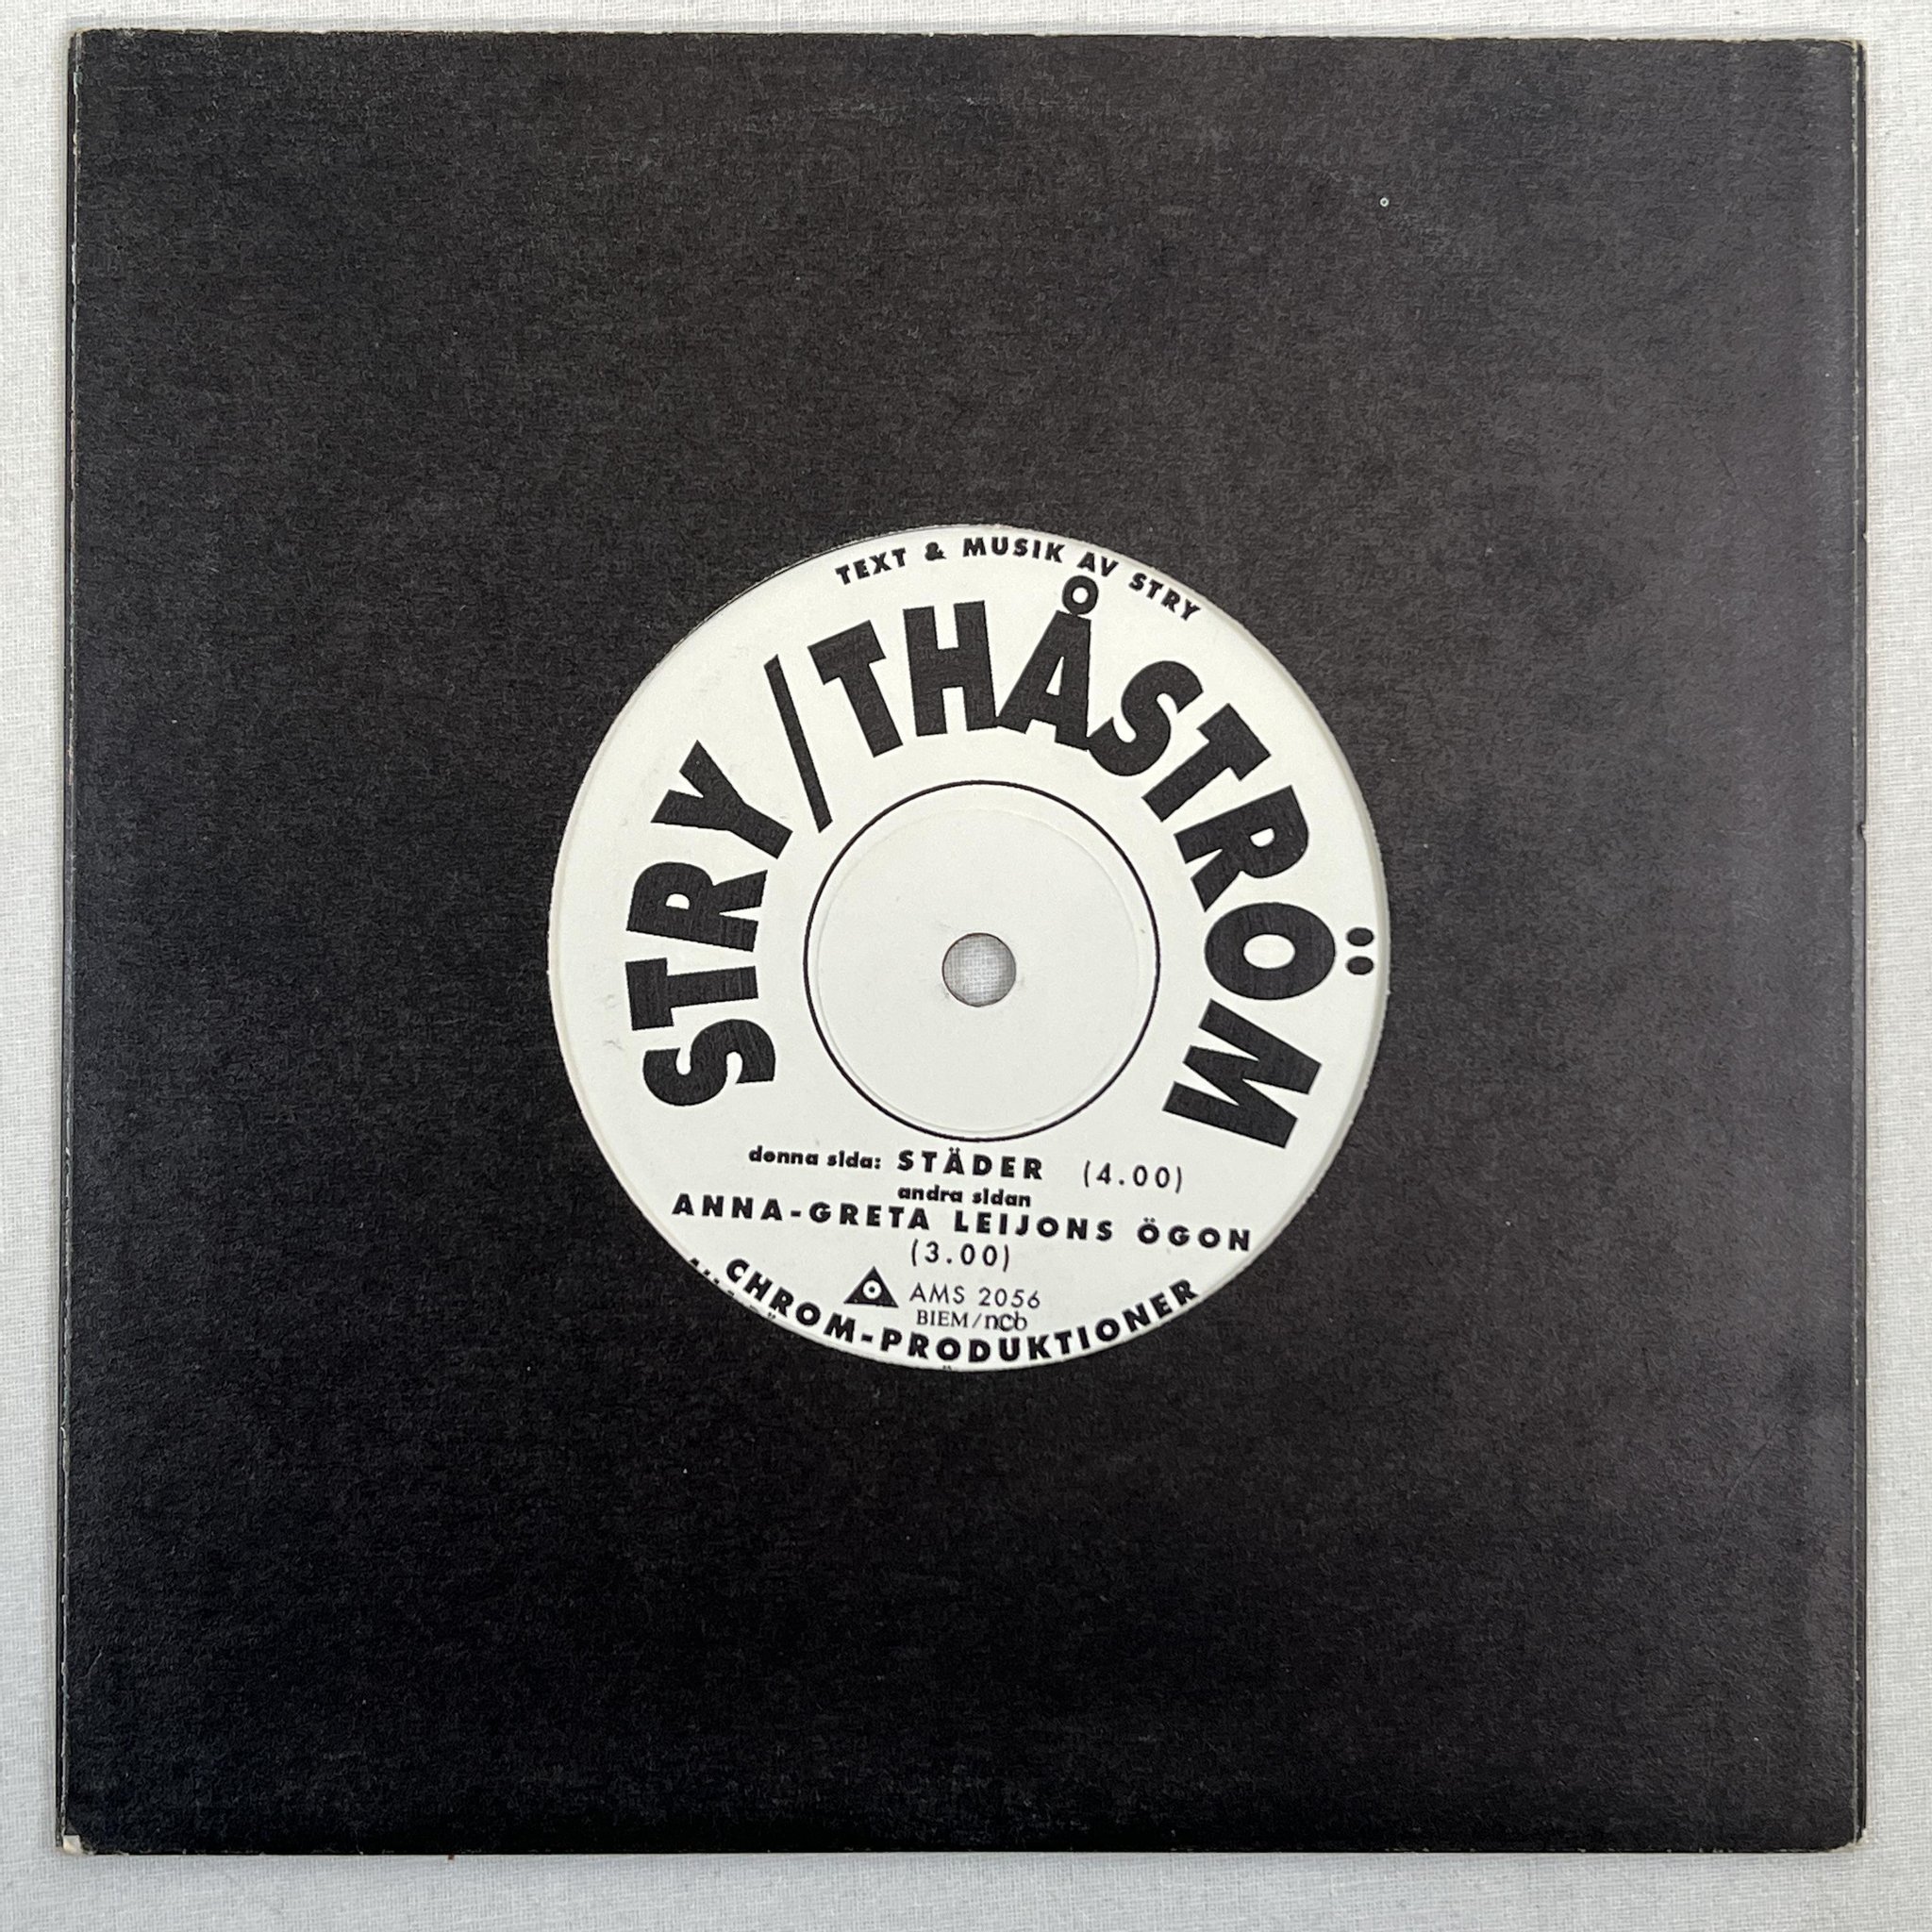 TEXT & MUSIK AV STRY
STRY/THÅSTRÖM
denna sida: STÄDER (4.00)
andra sidan
ANNA-GRETA LEIJONS ÖGON
(3.00)
AMS 2056
BIEM/ncb
...CHROM-PRODUKTIONER